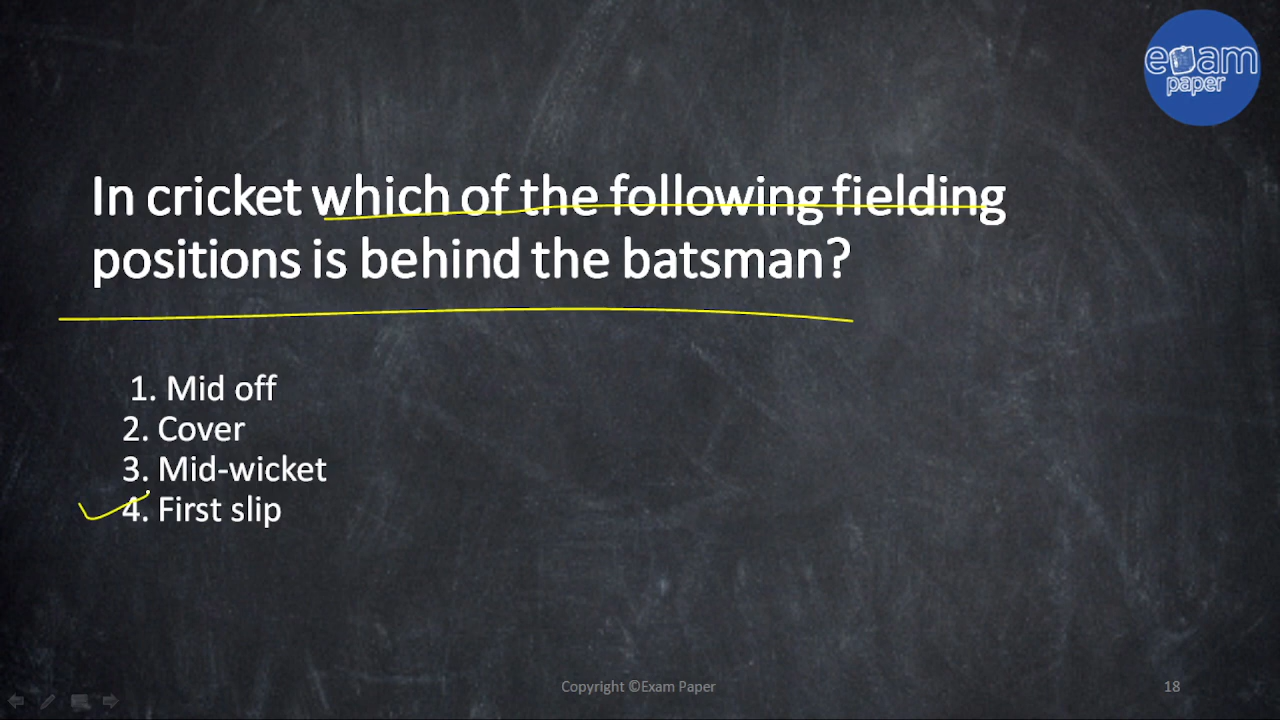 exam
paper
In cricket which of the following fielding
positions is behind the batsman?
1. Mid off
2. Cover
3. Mid-wicket
4. First slip
Copyright ©Exam Paper
18